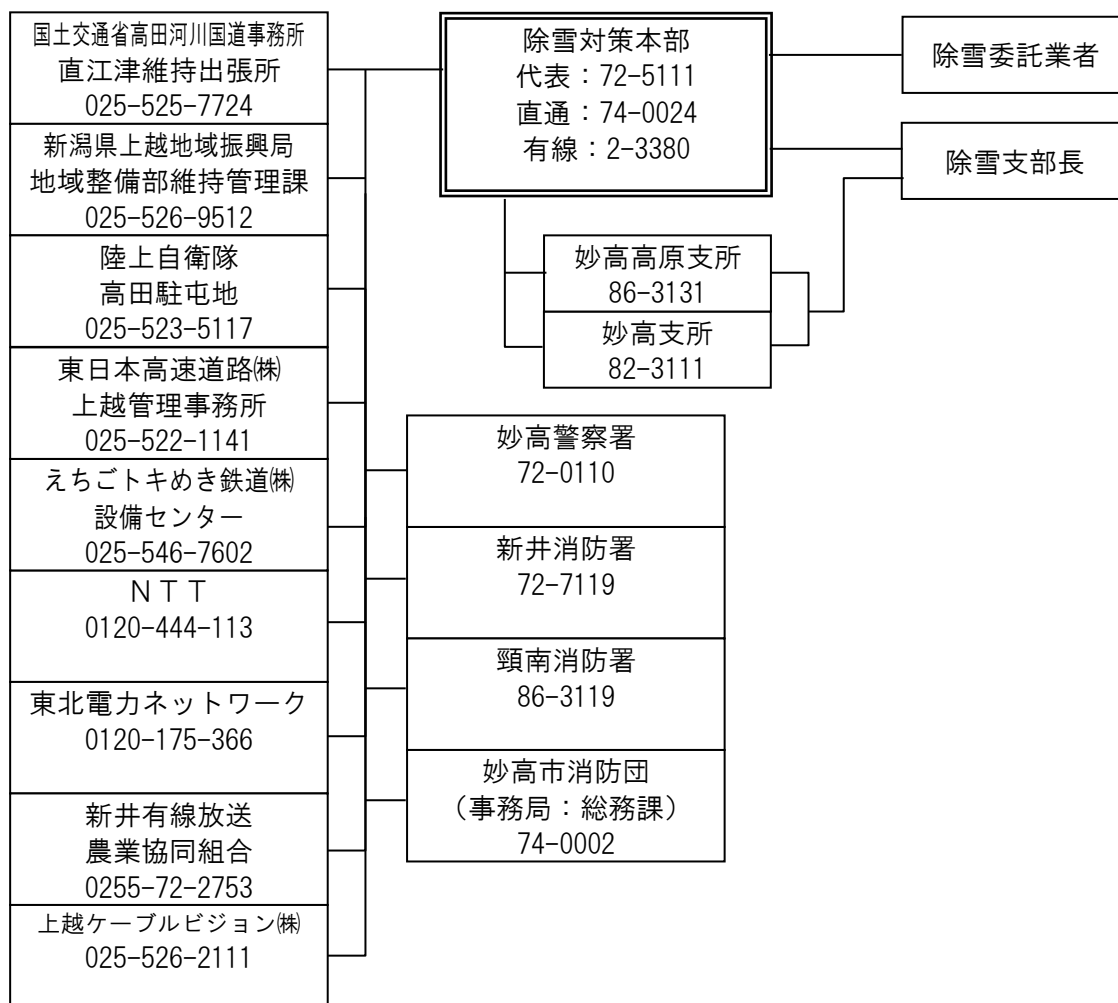 国土交通省高田河川国道事務所
直江津維持出張所
025-525-7724
新潟県上越地域振興局
地域整備部維持管理課
025-526-9512
陸上自衛隊
高田駐屯地
025-523-5117
東日本高速道路㈱
上越管理事務所
025-522-1141
えちごトキめき鉄道㈱
設備センター
025-546-7602
ＮＴＴ
0120-444-113
東北電力ネットワーク
0120-175-366
新井有線放送
農業協同組合
0255-72-2753
上越ケーブルビジョン㈱
025-526-2111
除雪対策本部
代表：72-5111
直通：74-0024
有線：2-3380
除雪委託業者
除雪支部長
妙高高原支所
86-3131
妙高支所
82-3111
妙高警察署
72-0110
新井消防署
72-7119
頸南消防署
86-3119
妙高市消防団
（事務局：総務課）
74-0002